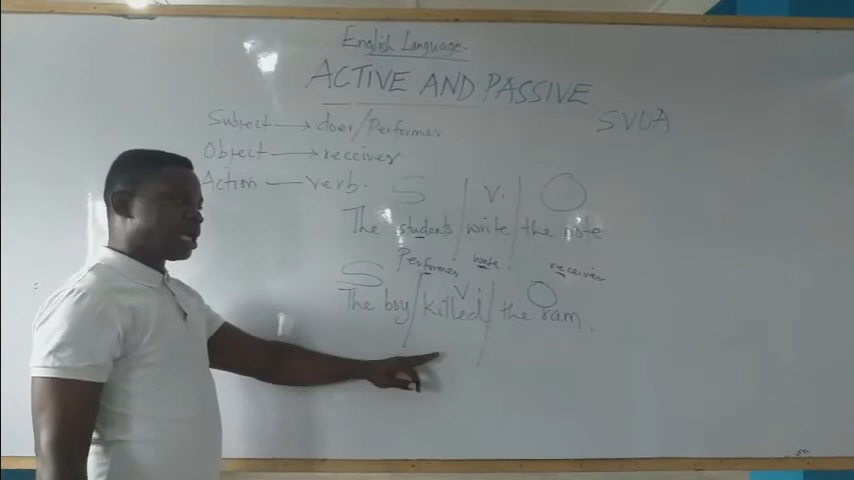 English Language-
ACTIVE AND PASSIVE
SVOA
Subject → doer/Performer
Object → receiver
Action — verb.
S | V. | O
The students | write | the note
Performer write receiver
S V. O
The boy / killed / the ram.